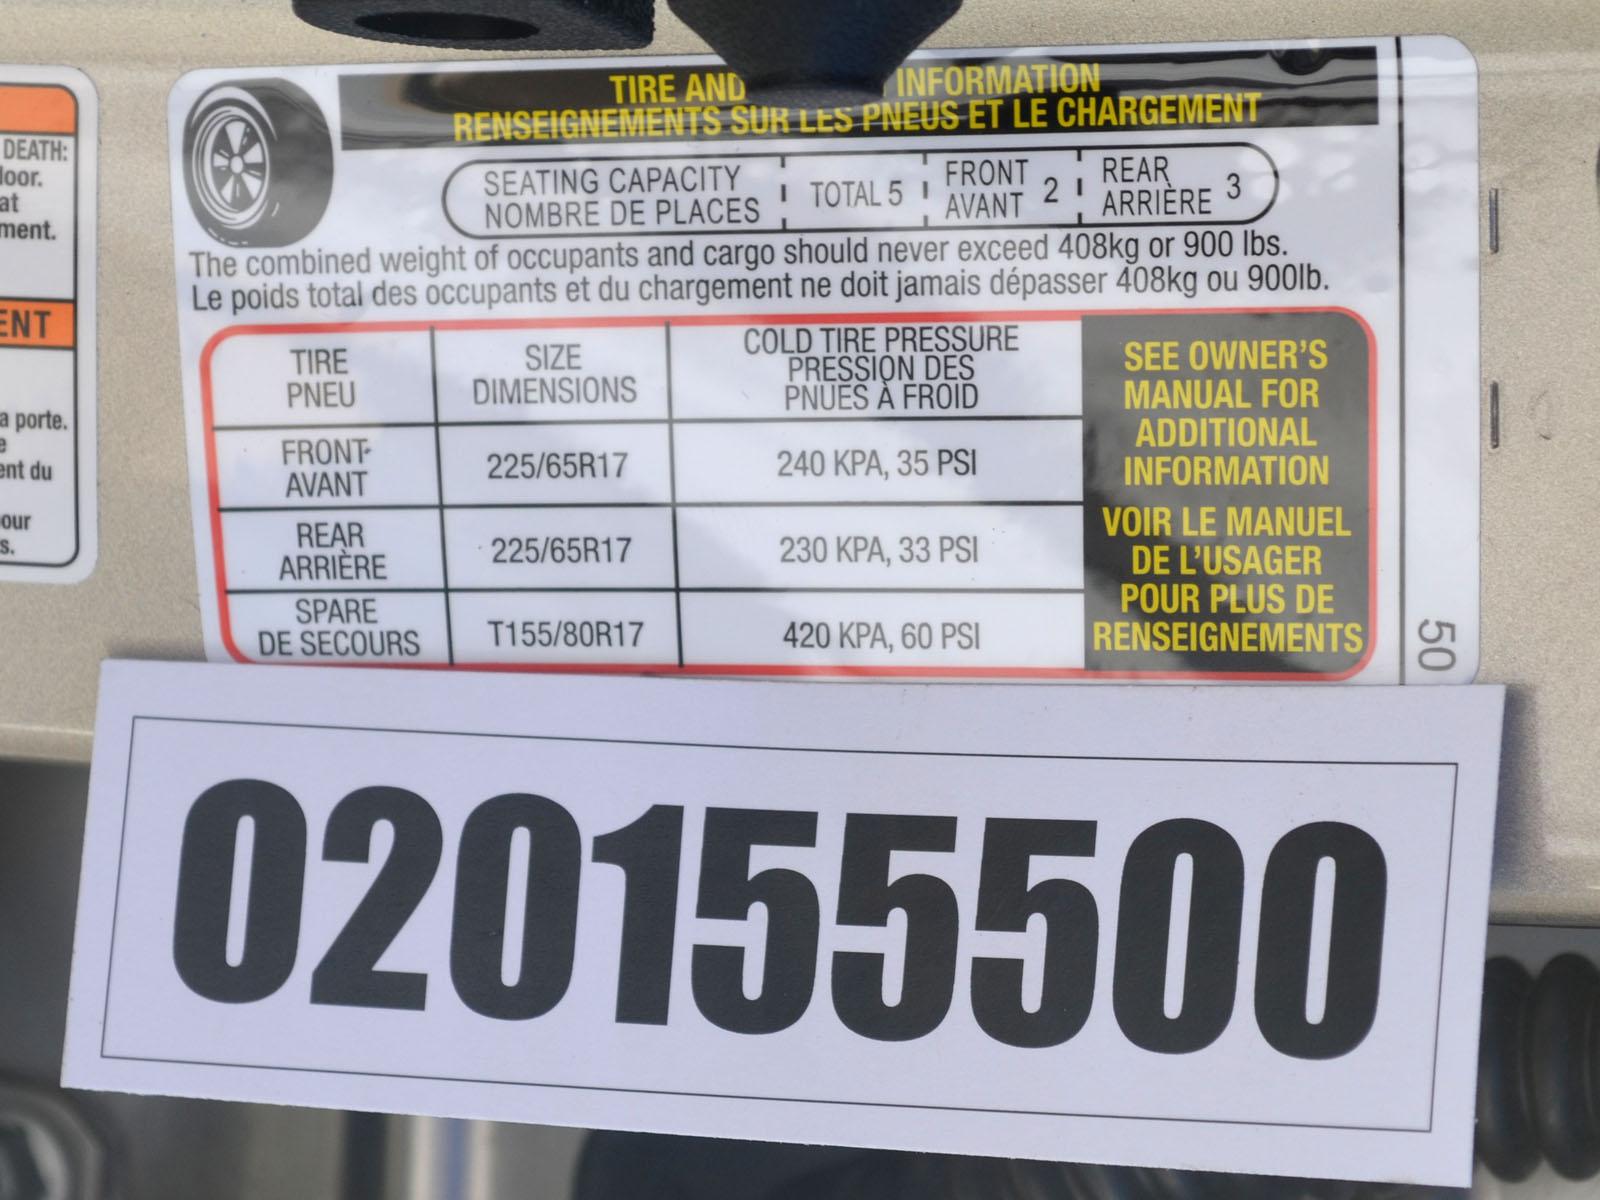 DEATH:
loor.
at
ment.
ENT
a porte.
e
ent du
our
s.
TIRE AND INFORMATION
RENSEIGNEMENTS SUR LES PNEUS ET LE CHARGEMENT
SEATING CAPACITY
NOMBRE DE PLACES
TOTAL 5
FRONT
AVANT 2
REAR
ARRIÈRE 3
The combined weight of occupants and cargo should never exceed 408kg or 900 lbs.
Le poids total des occupants et du chargement ne doit jamais dépasser 408kg ou 900lb.
TIRE
PNEU
SIZE
DIMENSIONS
COLD TIRE PRESSURE
PRESSION DES
PNUES À FROID
FRONT
AVANT
225/65R17
240 KPA, 35 PSI
REAR
ARRIÈRE
225/65R17
230 KPA, 33 PSI
SPARE
DE SECOURS
T155/80R17
420 KPA, 60 PSI
SEE OWNER'S
MANUAL FOR
ADDITIONAL
INFORMATION
VOIR LE MANUEL
DE L'USAGER
POUR PLUS DE
RENSEIGNEMENTS
50
020155500